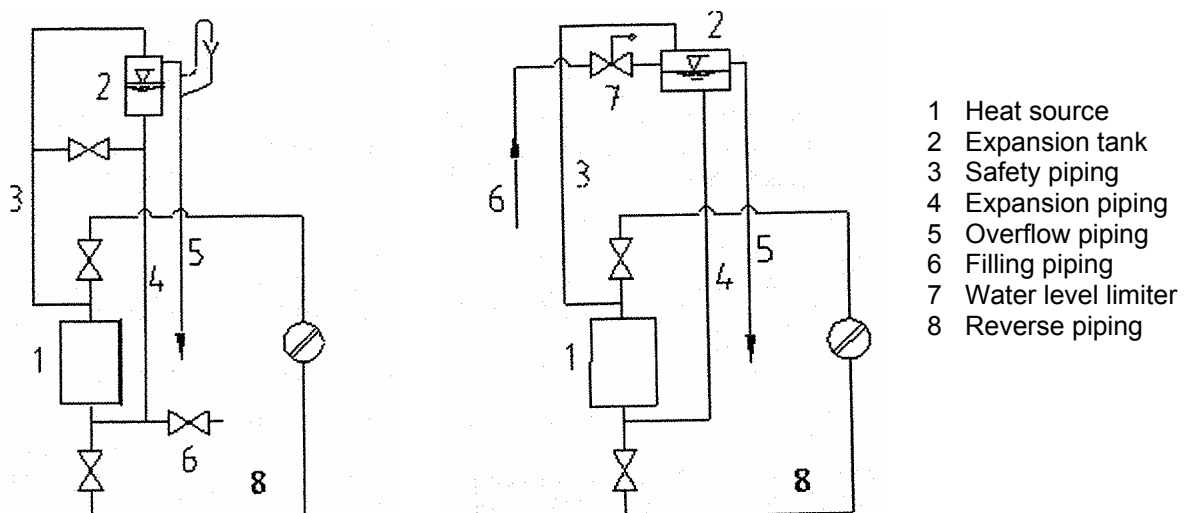 2
3
4
5
1
6
8
2
7
6
3
4
5
1
8
1 Heat source
2 Expansion tank
3 Safety piping
4 Expansion piping
5 Overflow piping
6 Filling piping
7 Water level limiter
8 Reverse piping